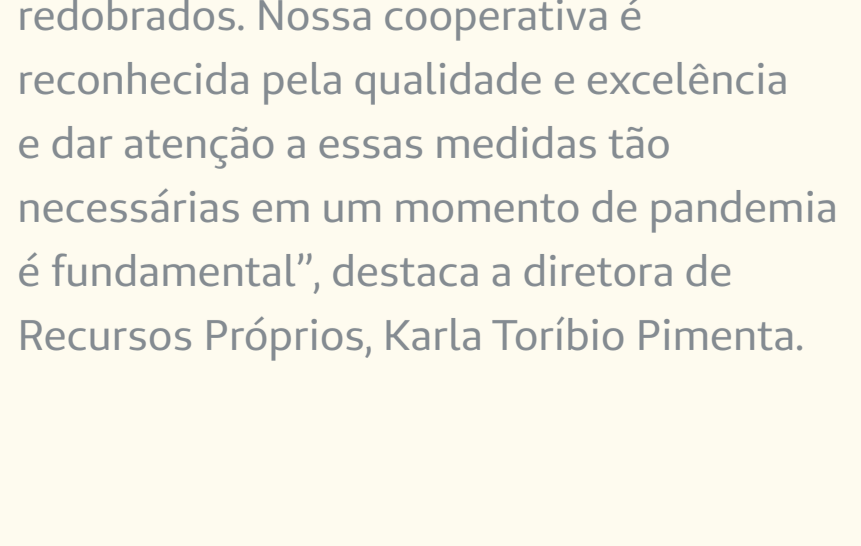 redobrados. Nossa cooperativa é
reconhecida pela qualidade e excelência
e dar atenção a essas medidas tão
necessárias em um momento de pandemia
é fundamental”, destaca a diretora de
Recursos Próprios, Karla Toríbio Pimenta.